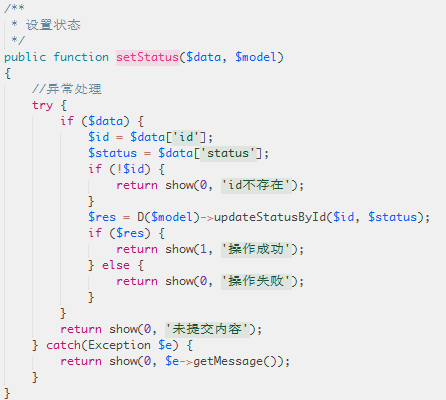 /**
 * 设置状态
 */
public function setStatus($data, $model)
{
    //异常处理
    try {
        if ($data) {
            $id = $data['id'];
            $status = $data['status'];
            if (!$id) {
                return show(0, 'id不存在');
            }
            $res = D($model)->updateStatusById($id, $status);
            if ($res) {
                return show(1, '操作成功');
            } else {
                return show(0, '操作失败');
            }
        }
        return show(0, '未提交内容');
    } catch(Exception $e) {
        return show(0, $e->getMessage());
    }
}